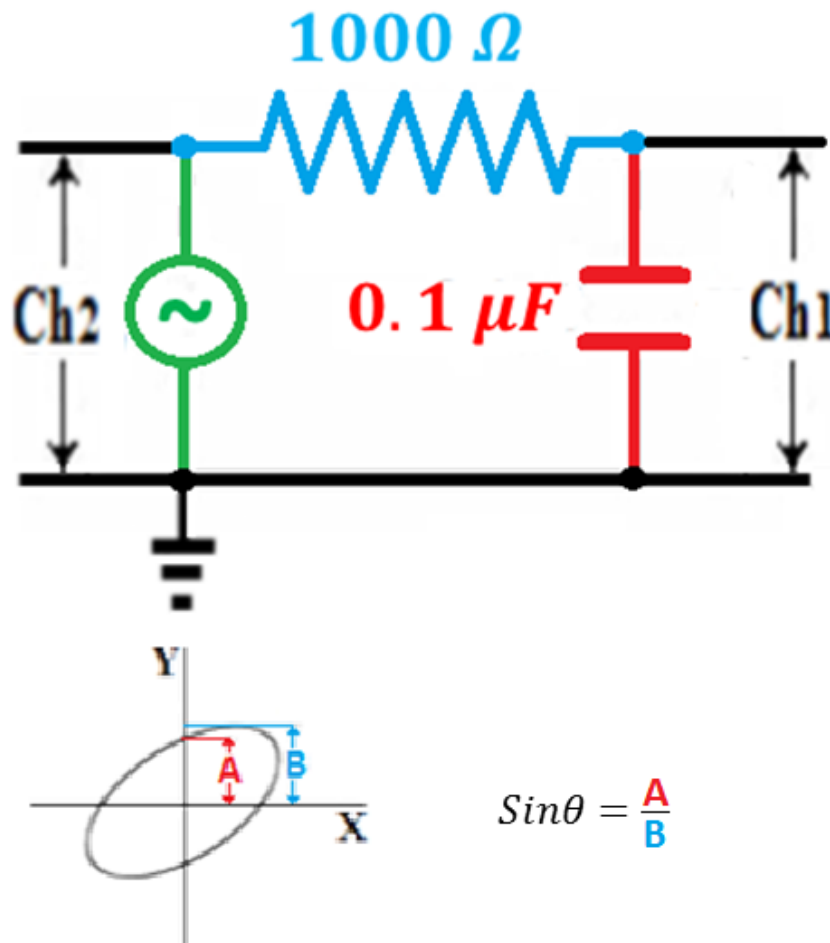 1000 Ω
Ch2
0.1 μF
Ch1
Y
A
B
X
Sinθ = A/B